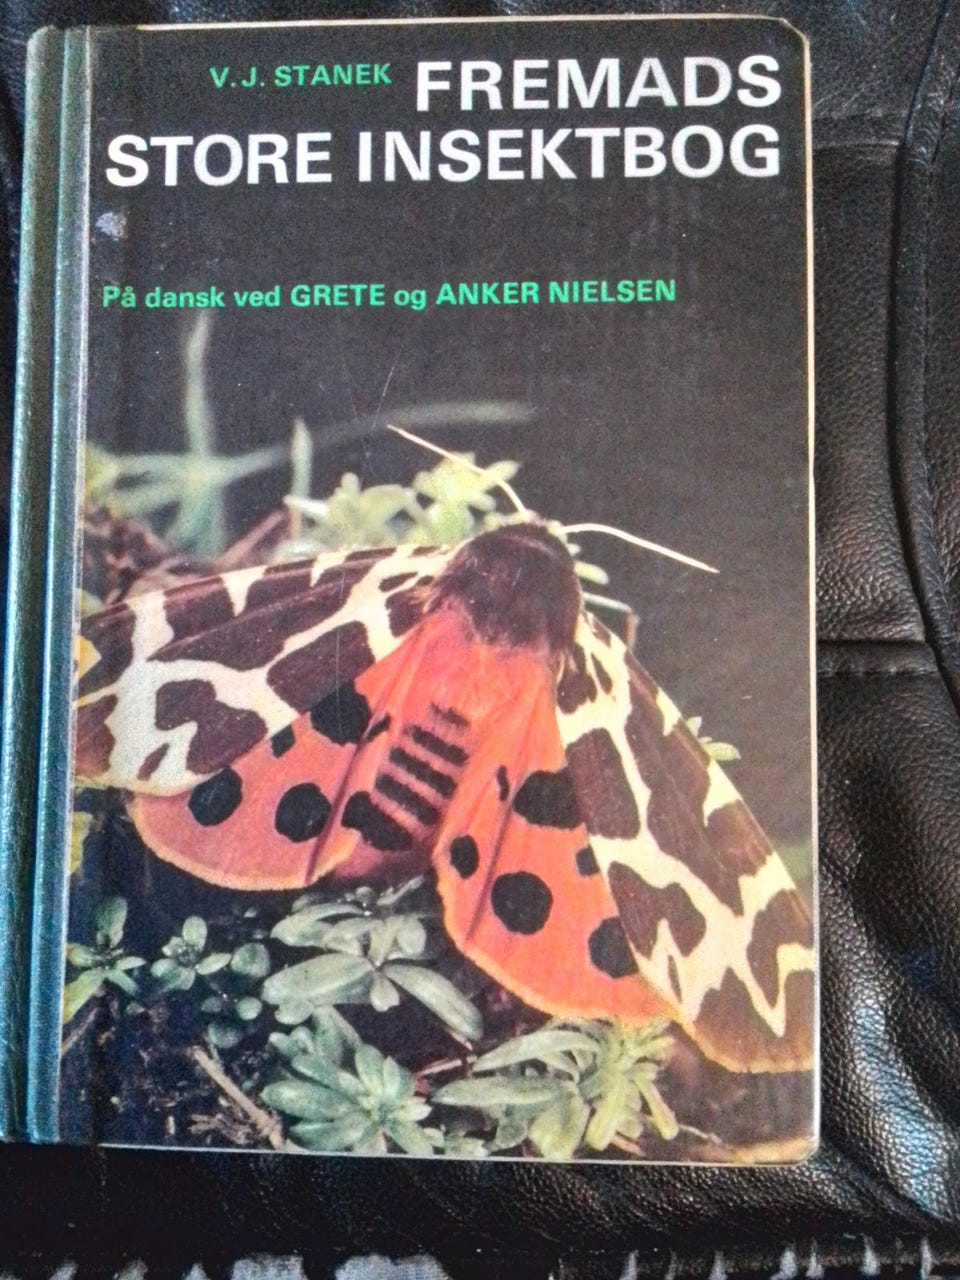 V. J. STANEK FREMADS
STORE INSEKTBOG
På dansk ved GRETE og ANKER NIELSEN